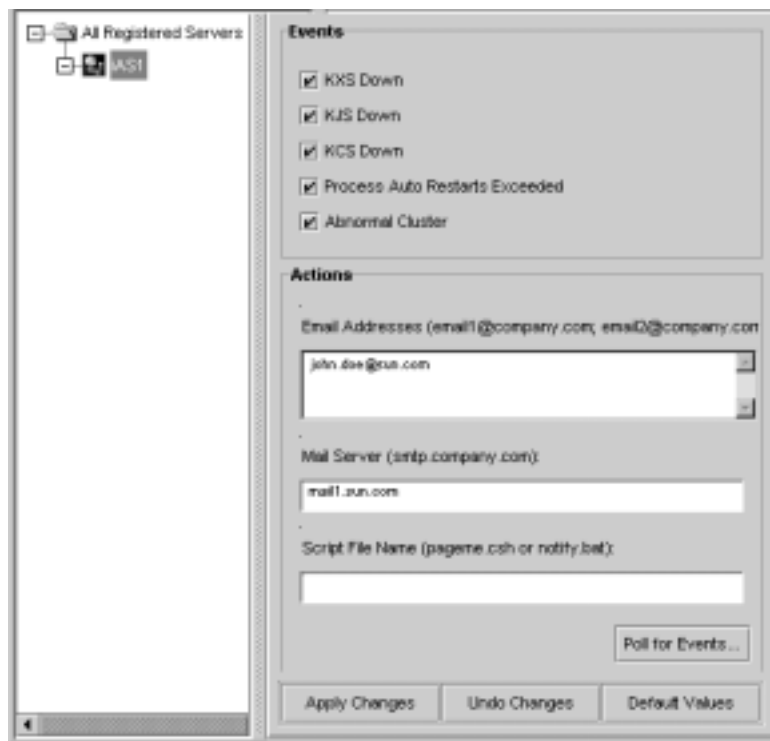 All Registered Servers
iAS1
Events
KXS Down
KJS Down
KCS Down
Process Auto Restarts Exceeded
Abnormal Cluster
Actions
Email Addresses (email1@company.com; email2@company.com
john.doe@sun.com
Mail Server (smtp.company.com):
mail1.sun.com
Script File Name (pageme.csh or notify.bat):
Poll for Events...
Apply Changes
Undo Changes
Default Values